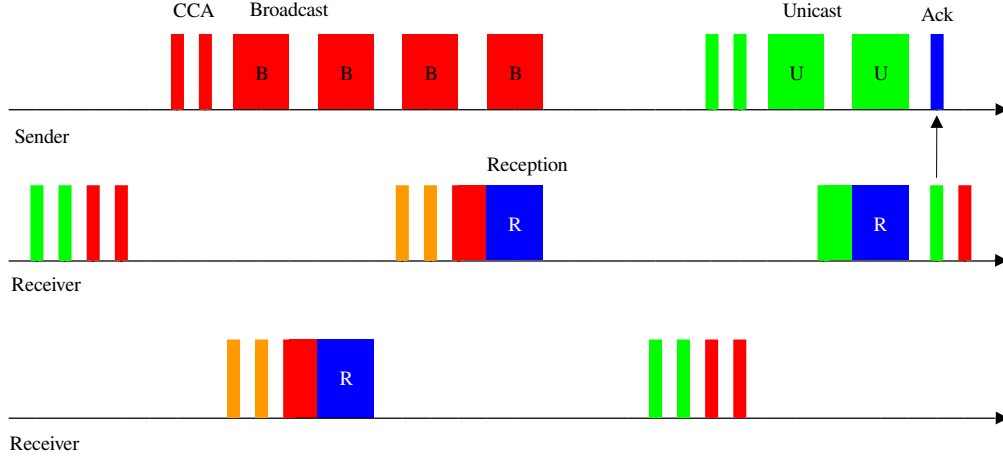 CCA Broadcast Unicast Ack
B B B B U U
Sender
Reception
R R
Receiver
R
Receiver